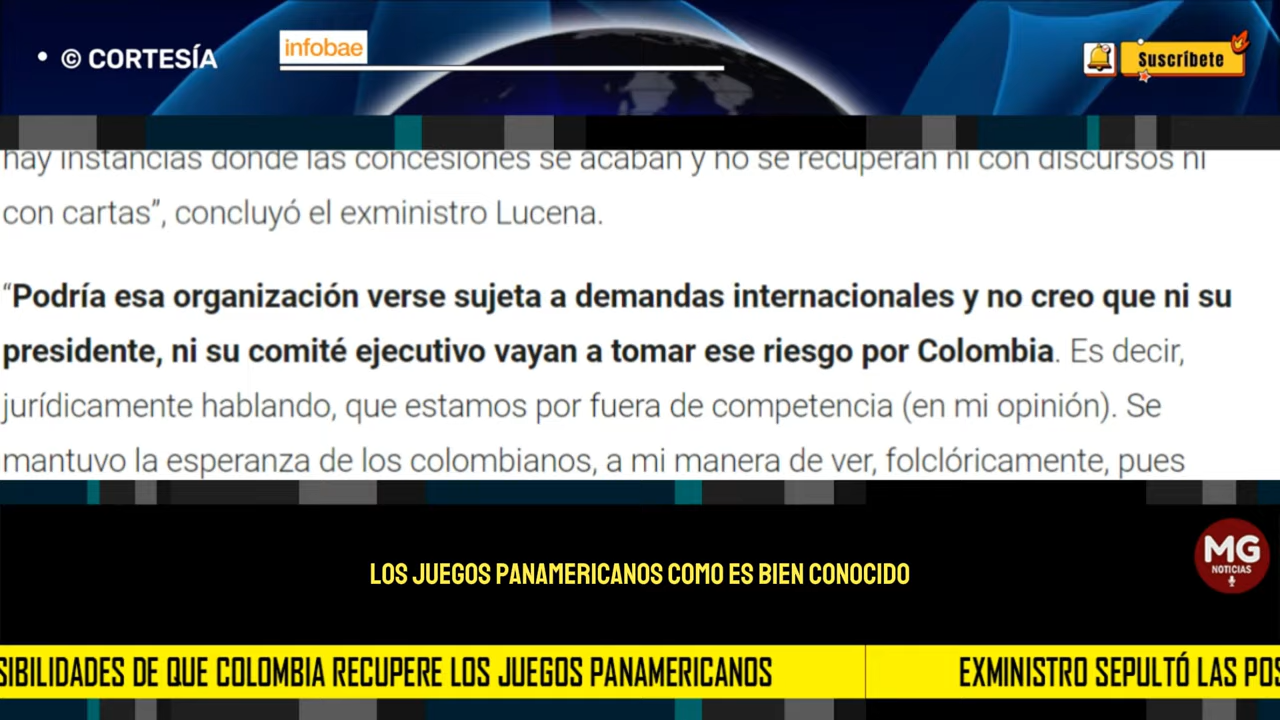 • © CORTESÍA
infobae
Suscríbete
hay instancias donde las concesiones se acaban y no se recuperan ni con discursos ni
con cartas”, concluyó el exministro Lucena.
“Podría esa organización verse sujeta a demandas internacionales y no creo que ni su
presidente, ni su comité ejecutivo vayan a tomar ese riesgo por Colombia. Es decir,
jurídicamente hablando, que estamos por fuera de competencia (en mi opinión). Se
mantuvo la esperanza de los colombianos, a mi manera de ver, folclóricamente, pues
LOS JUEGOS PANAMERICANOS COMO ES BIEN CONOCIDO
MG
NOTICIAS
SIBILIDADES DE QUE COLOMBIA RECUPERE LOS JUEGOS PANAMERICANOS
EXMINISTRO SEPULTÓ LAS POS